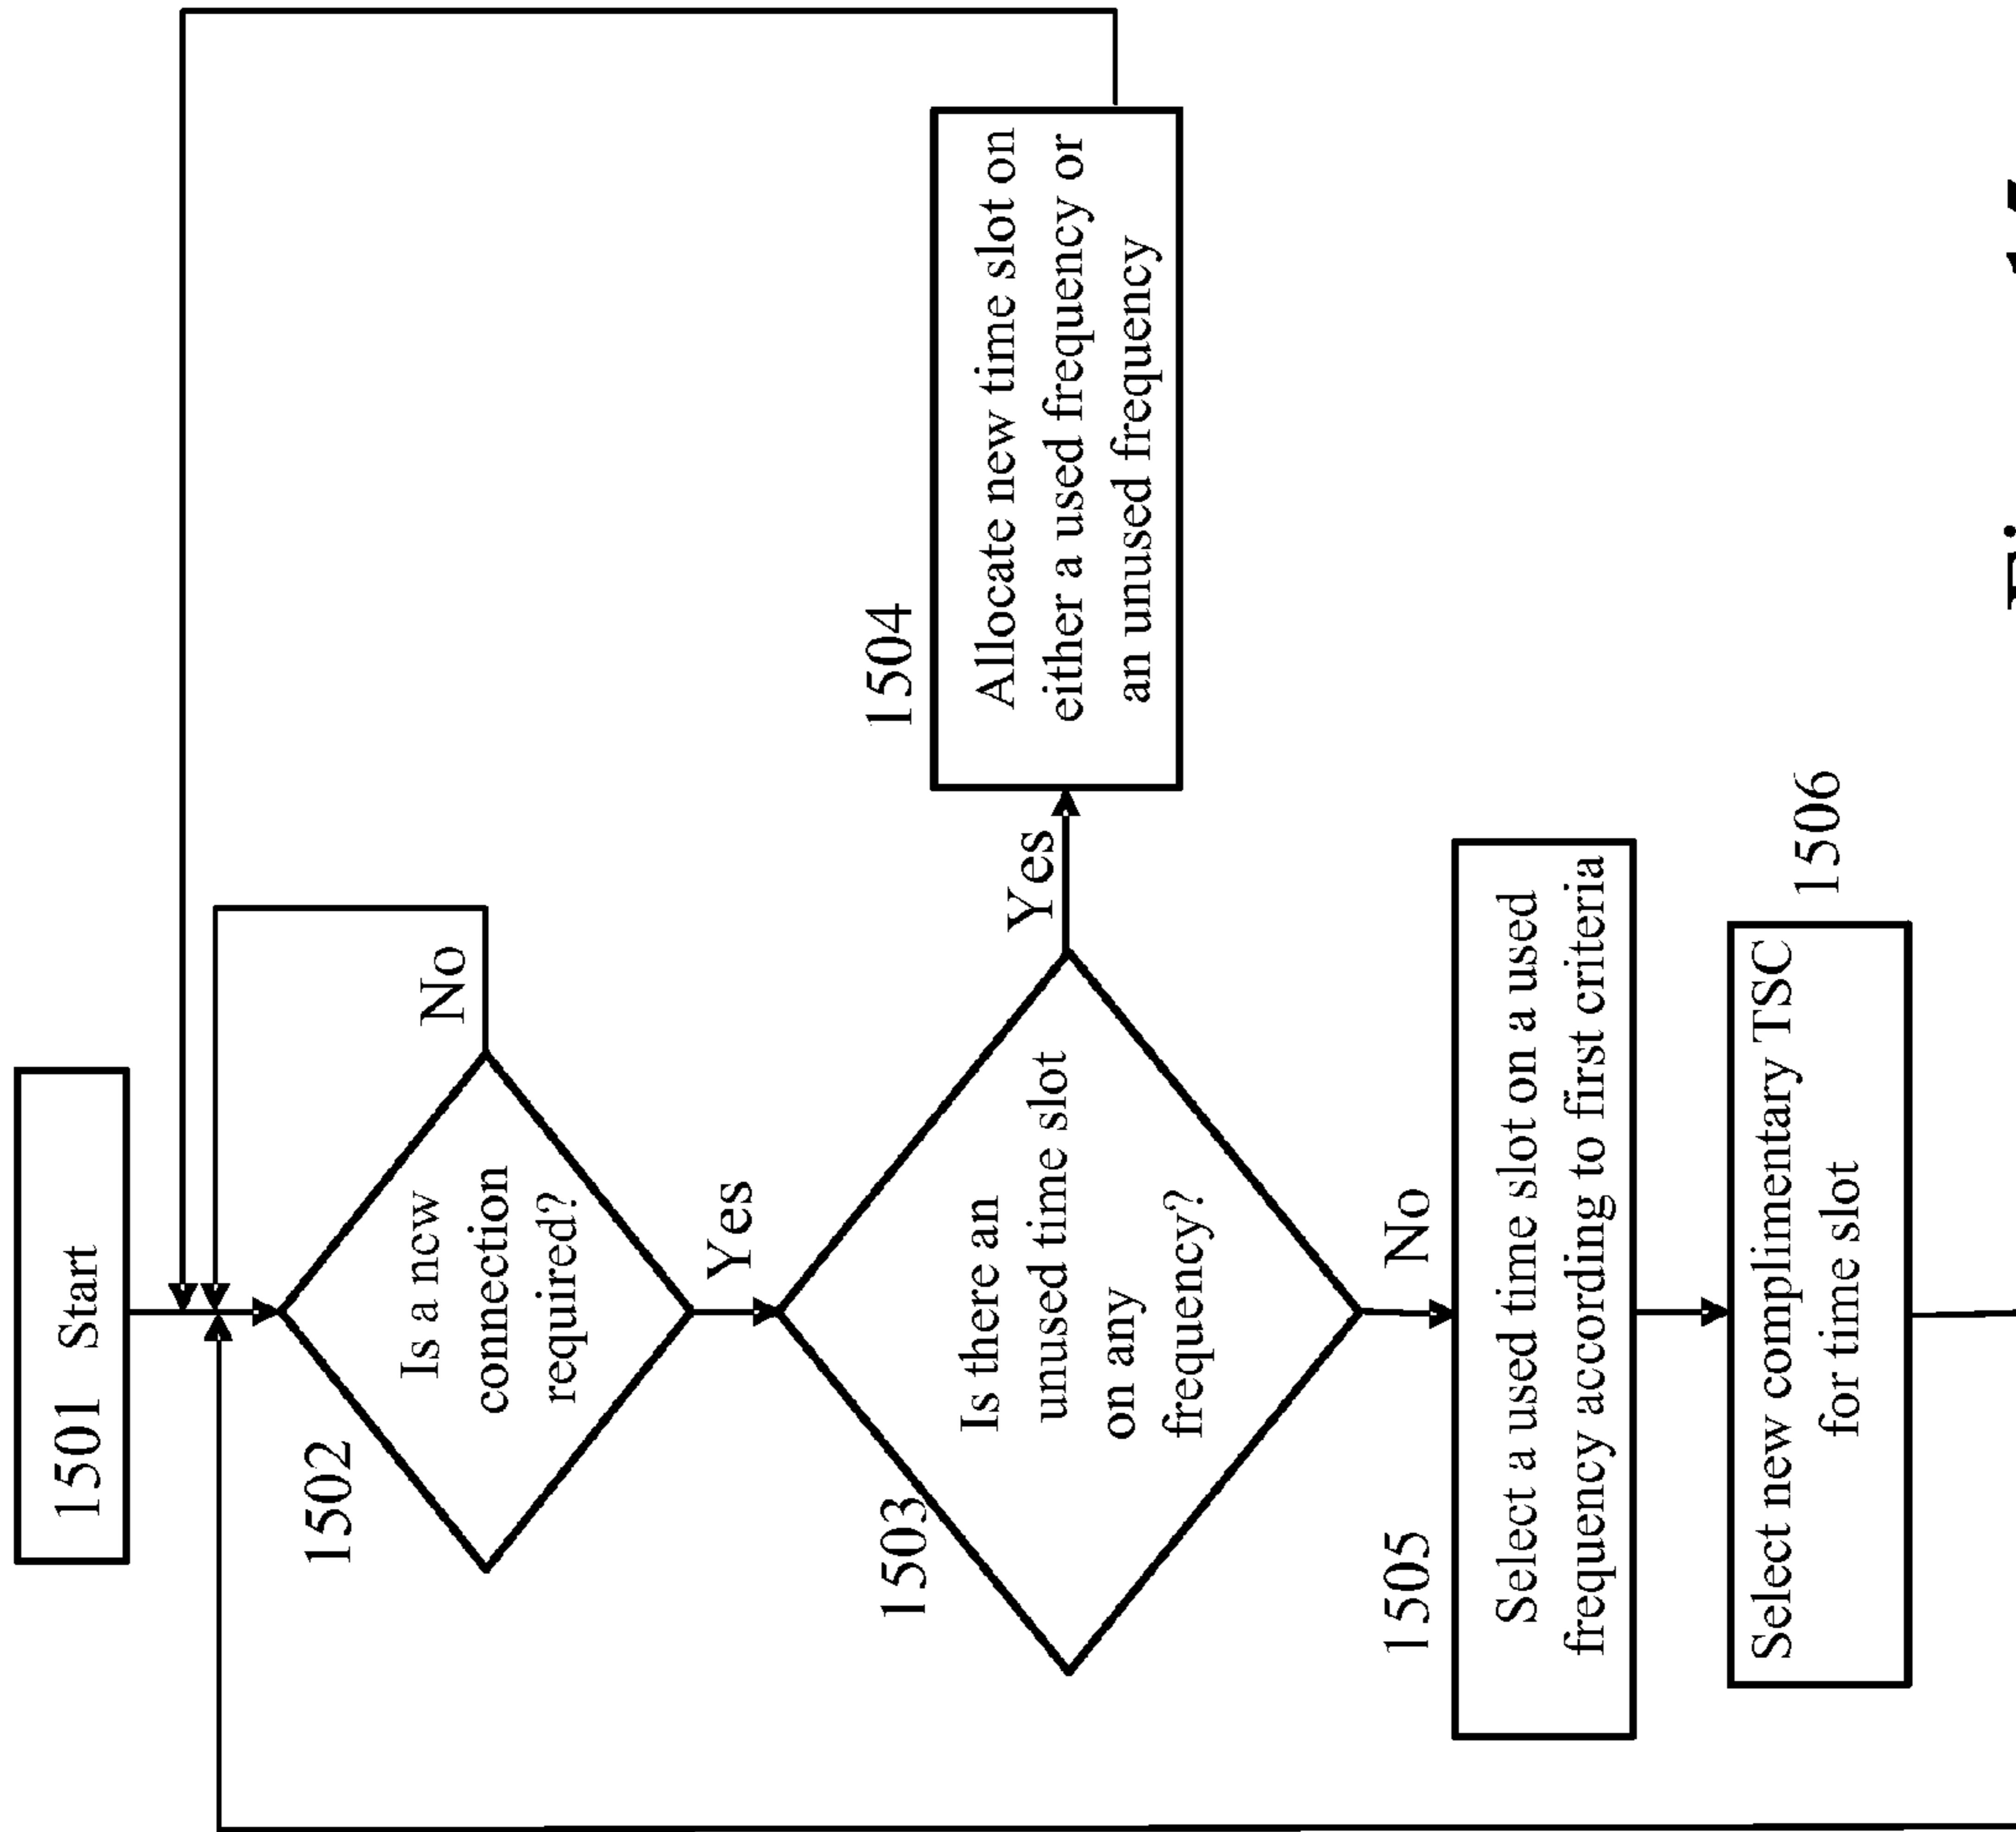 1501 Start
1502
Is a new
connection
required?
No
Yes
1503
Is there an
unused time slot
on any
frequency?
Yes
1504
Allocate new time slot on
either a used frequency or
an unused frequency
No
1505
Select a used time slot on a used
frequency according to first criteria
1506
Select new complimentary TSC
for time slot